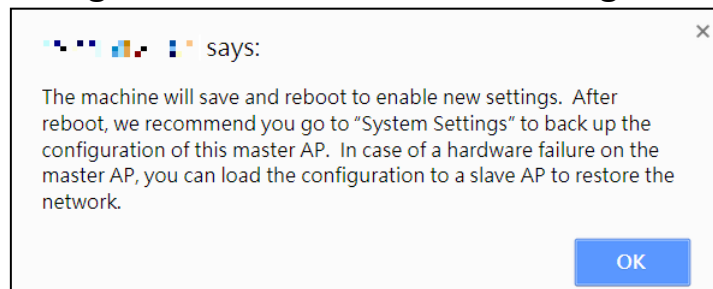 says:
×
The machine will save and reboot to enable new settings. After
reboot, we recommend you go to “System Settings” to back up the
configuration of this master AP. In case of a hardware failure on the
master AP, you can load the configuration to a slave AP to restore the
network.
OK